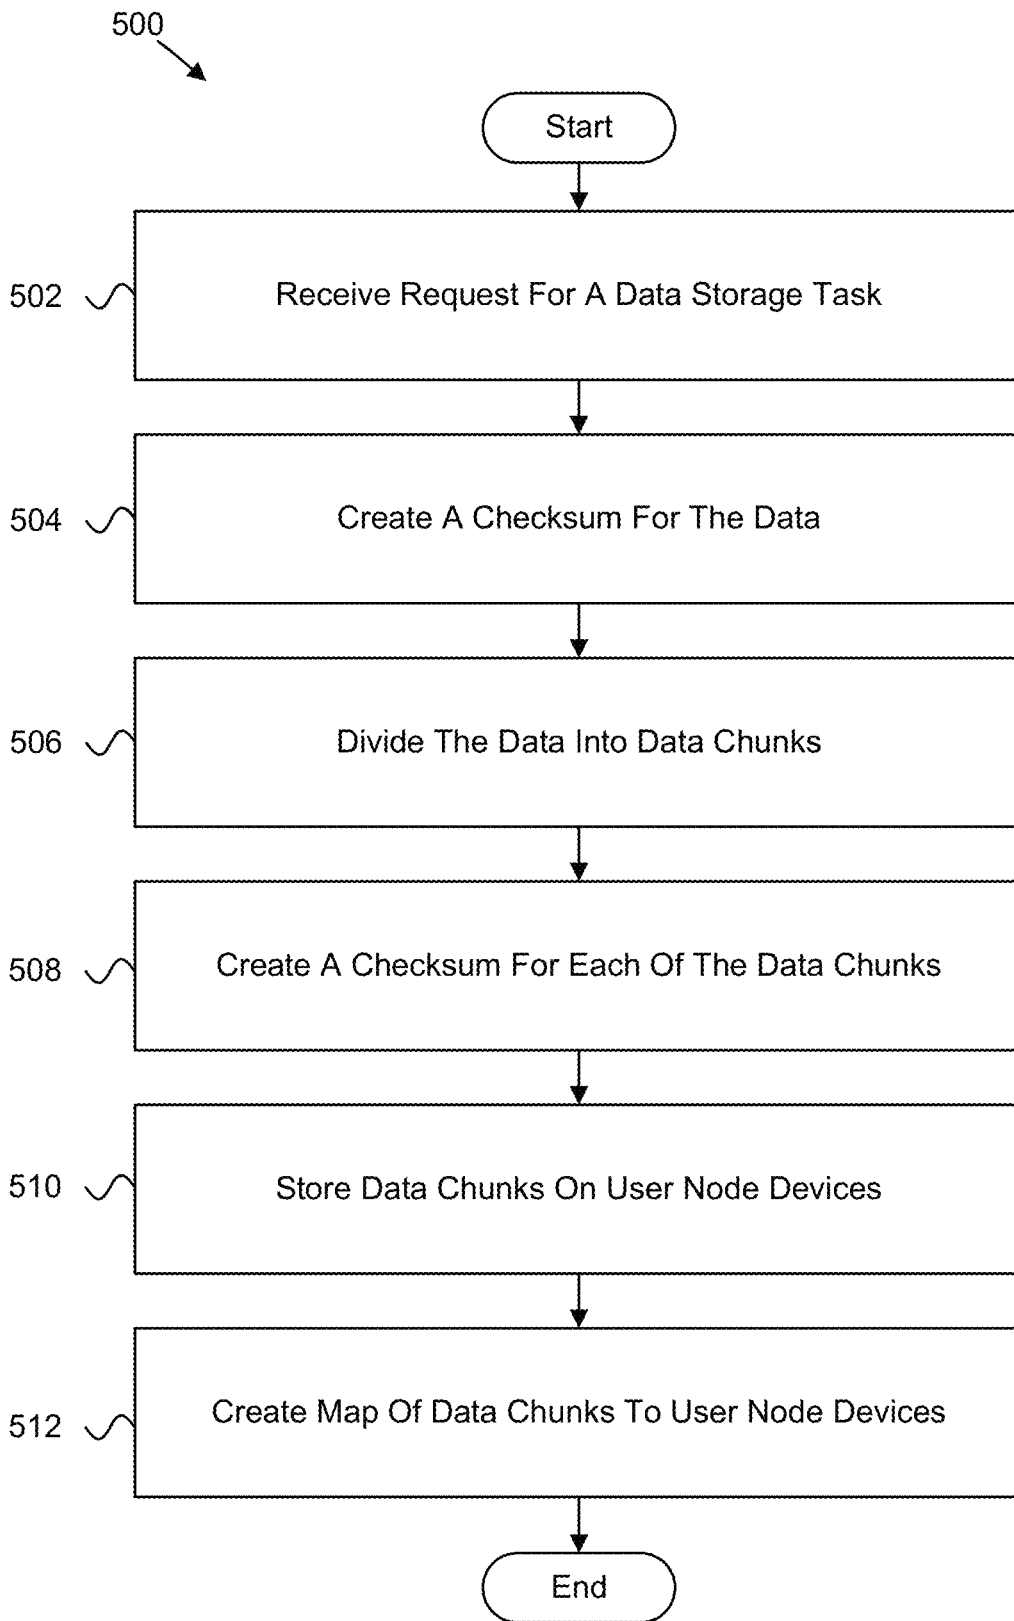 500
Start
502
Receive Request For A Data Storage Task
504
Create A Checksum For The Data
506
Divide The Data Into Data Chunks
508
Create A Checksum For Each Of The Data Chunks
510
Store Data Chunks On User Node Devices
512
Create Map Of Data Chunks To User Node Devices
End